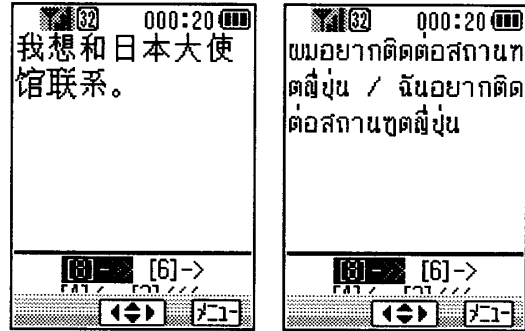 32 000:20
我想和日本大使
馆联系。
[8]->> [6]->
ﾒﾆｭｰ
32 000:20
ผมอยากติดต่อสถานฑ
ตญี่ปุ่น / ฉันอยากติด
ต่อสถานฑูตญี่ปุ่น
[8]->> [6]->
ﾒﾆｭｰ